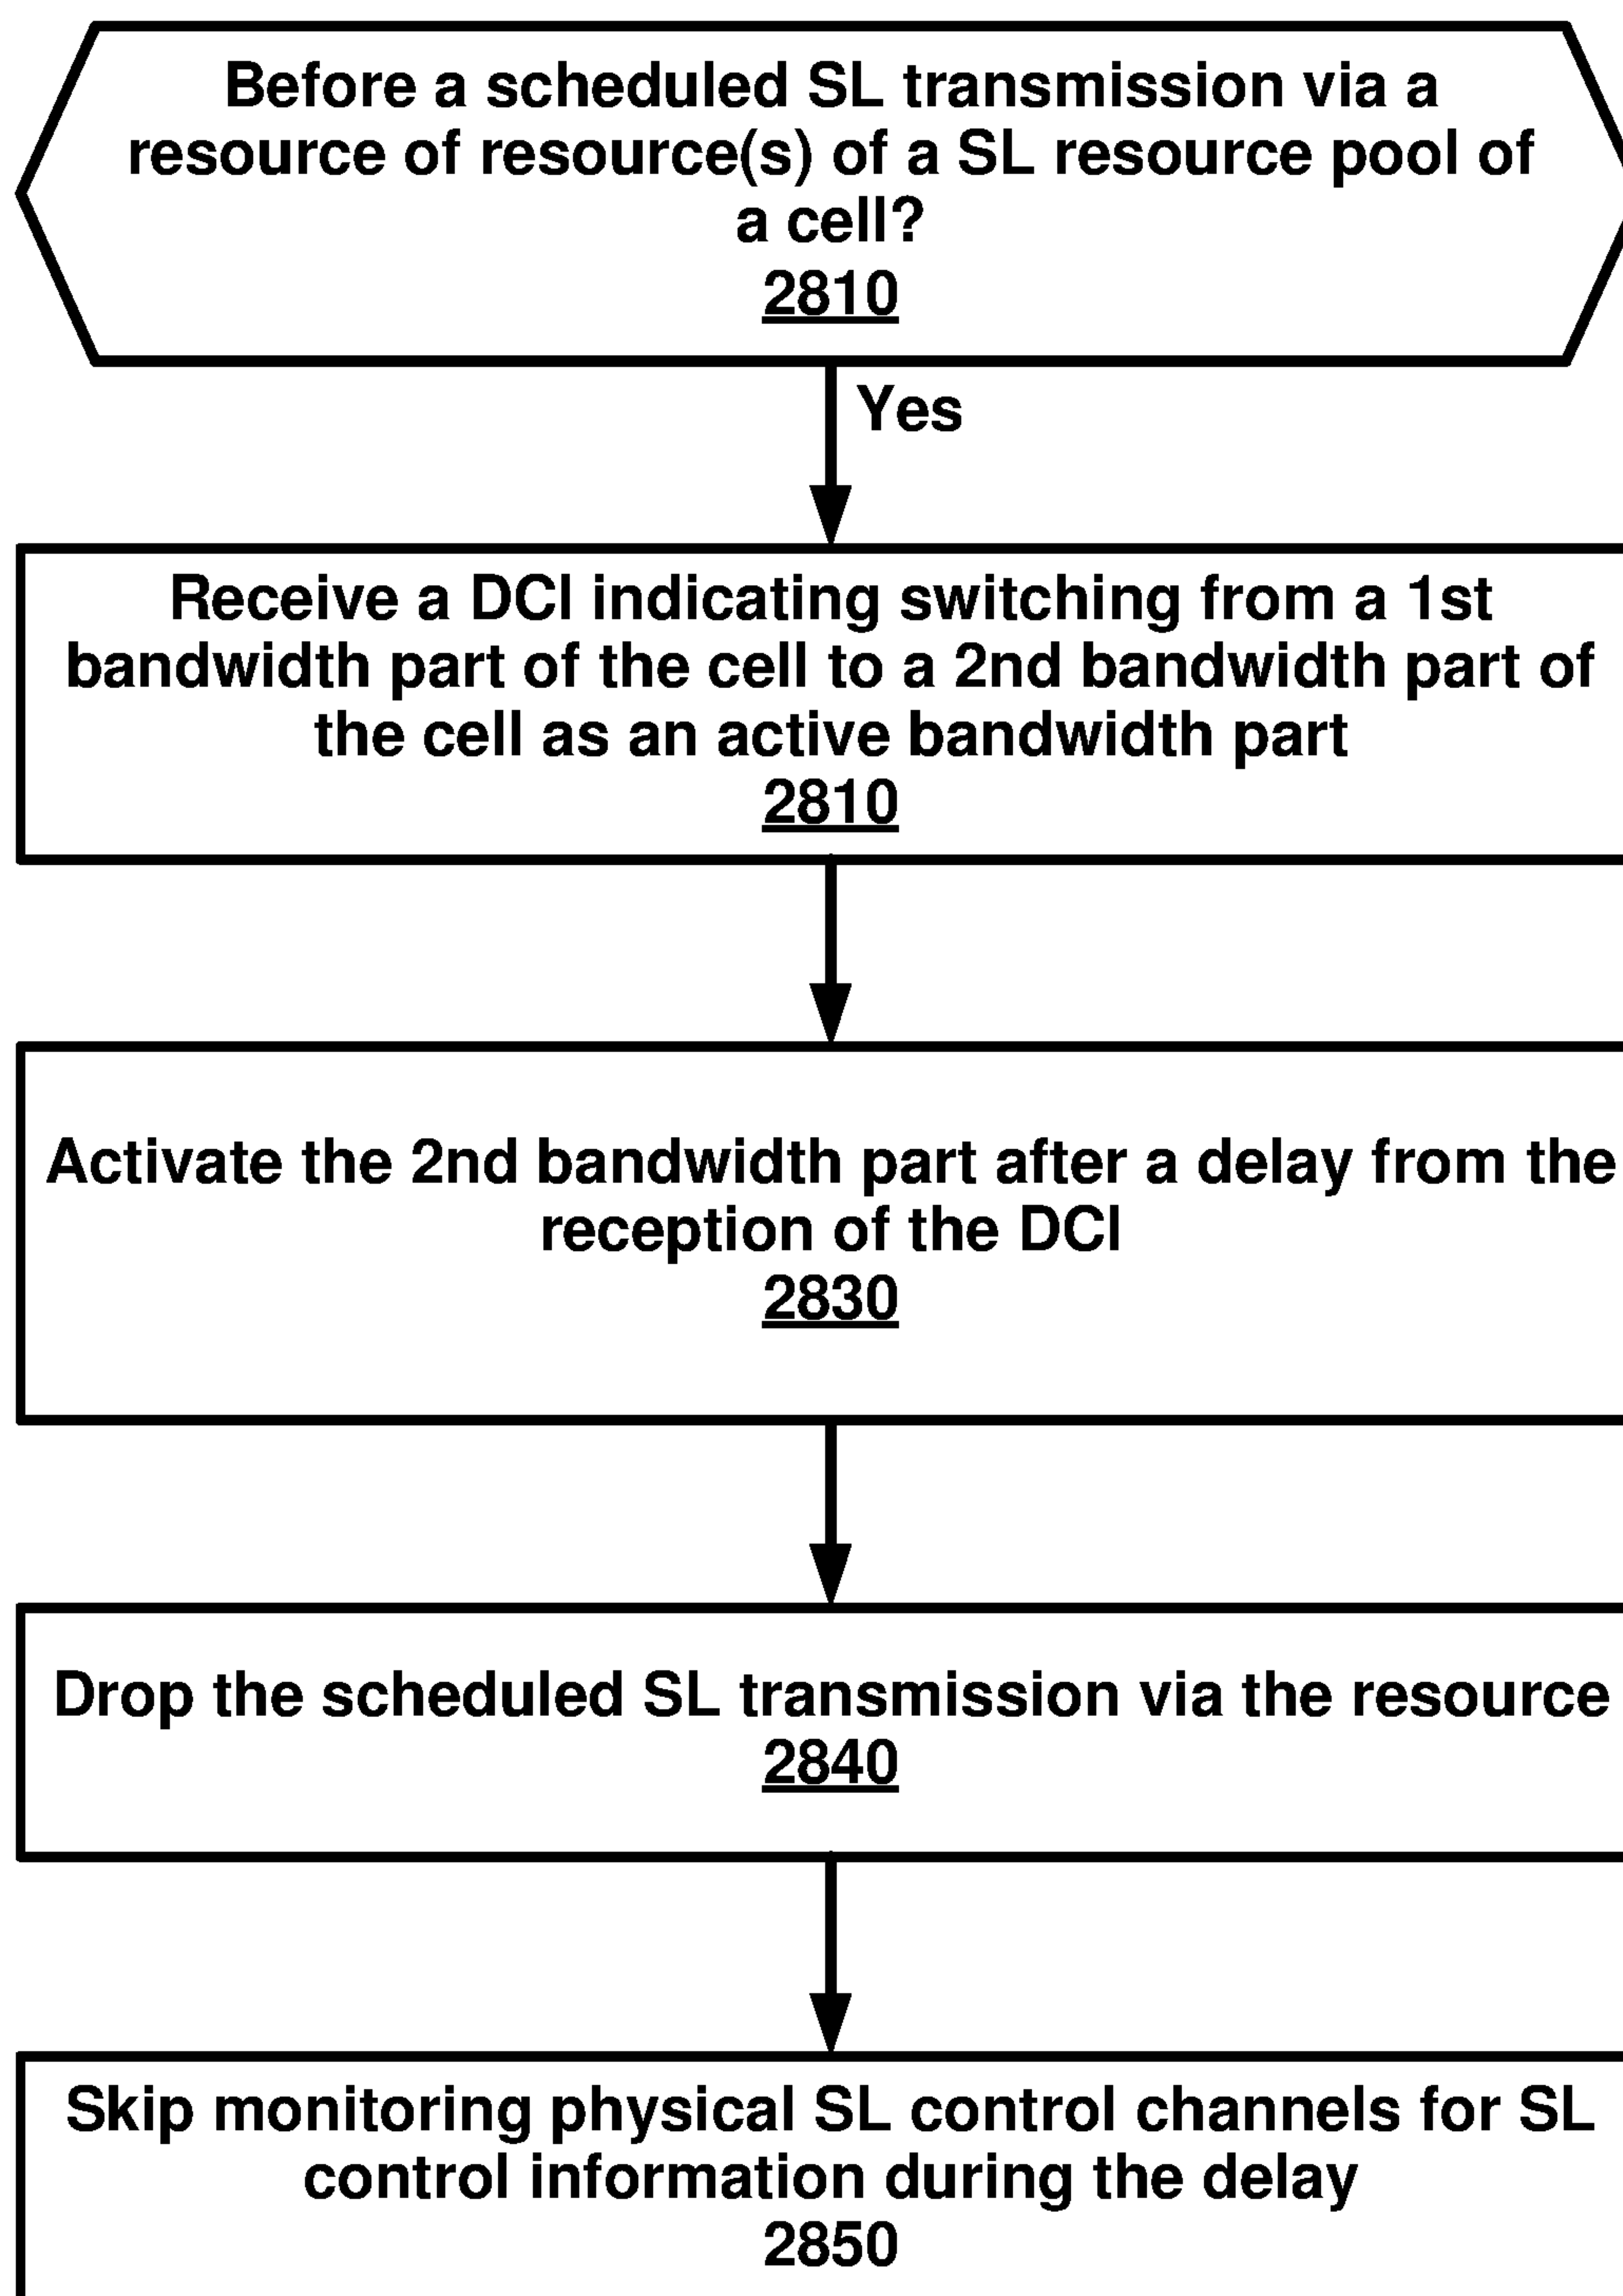 Before a scheduled SL transmission via a
resource of resource(s) of a SL resource pool of
a cell?
2810
Yes
Receive a DCI indicating switching from a 1st
bandwidth part of the cell to a 2nd bandwidth part of
the cell as an active bandwidth part
2810
Activate the 2nd bandwidth part after a delay from the
reception of the DCI
2830
Drop the scheduled SL transmission via the resource
2840
Skip monitoring physical SL control channels for SL
control information during the delay
2850